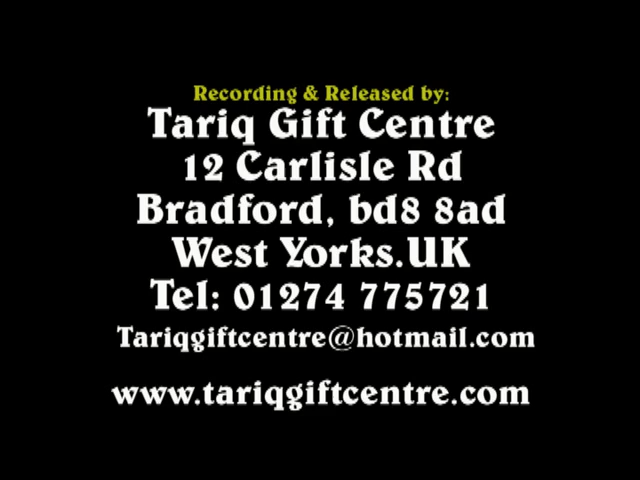 Recording & Released by:
Tariq Gift Centre
12 Carlisle Rd
Bradford, bd8 8ad
West Yorks.UK
Tel: 01274 775721
Tariqgiftcentre@hotmail.com
www.tariqgiftcentre.com